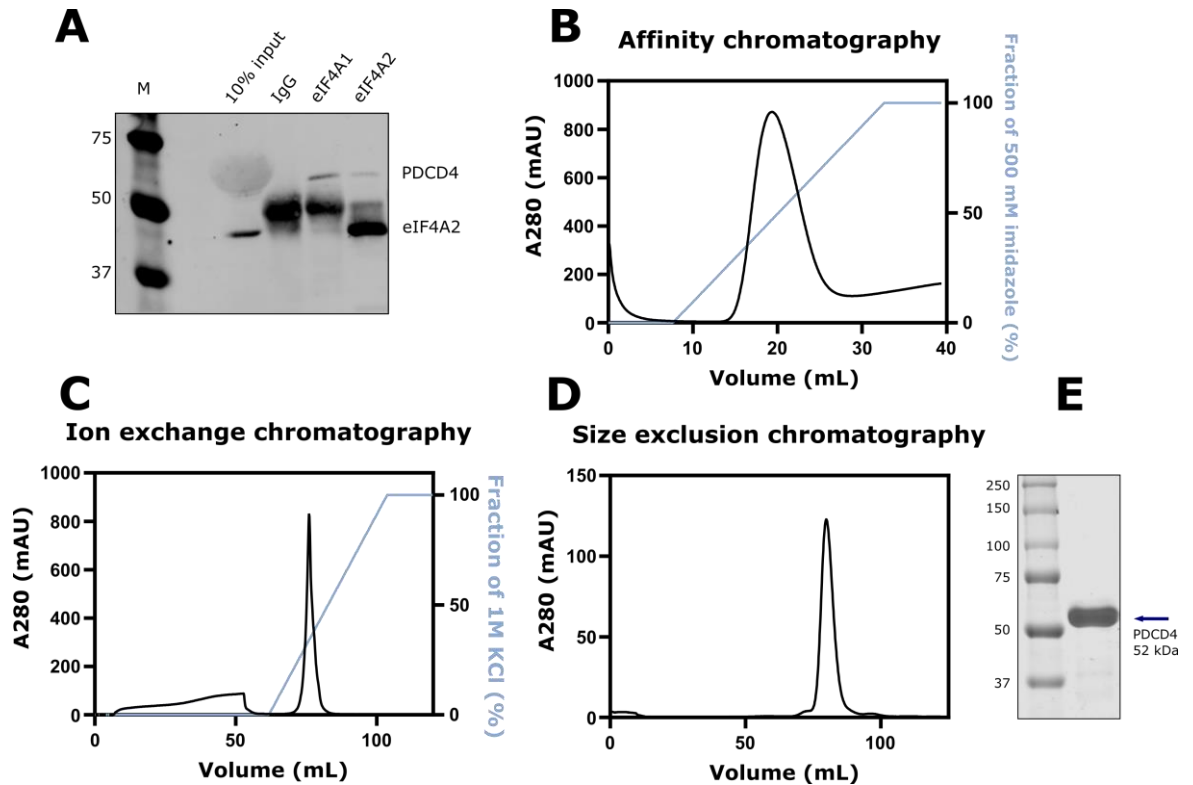 A
M
10% input
IgG
eIF4A1
eIF4A2
75
50
37
PDCD4
eIF4A2
B
Affinity chromatography
A280 (mAU)
1000
800
600
400
200
0
0
10
20
30
40
Volume (mL)
100
50
0
Fraction of 500 mM imidazole (%)
C
Ion exchange chromatography
A280 (mAU)
1000
800
600
400
200
0
0
50
100
Volume (mL)
100
50
0
Fraction of 1M KCl (%)
D
Size exclusion chromatography
A280 (mAU)
150
100
50
0
0
50
100
Volume (mL)
E
250
150
100
75
50
37
PDCD4
52 kDa